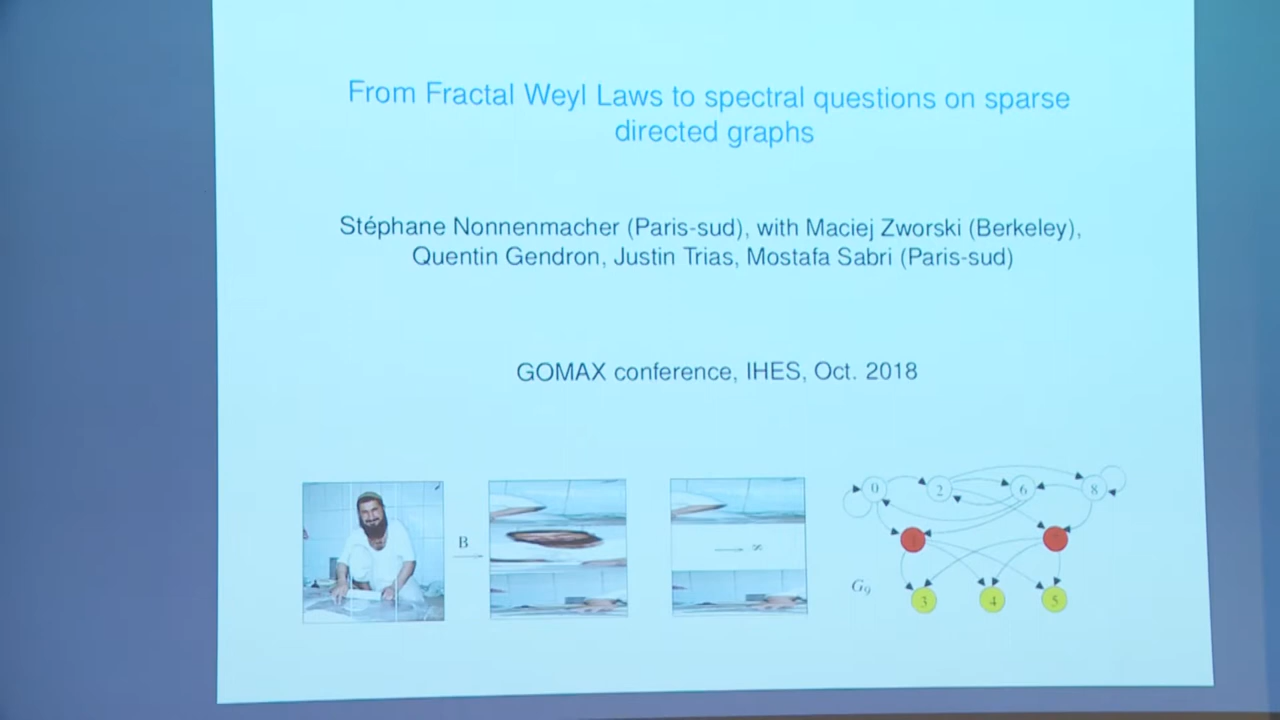 From Fractal Weyl Laws to spectral questions on sparse
directed graphs
Stéphane Nonnenmacher (Paris-sud), with Maciej Zworski (Berkeley),
Quentin Gendron, Justin Trias, Mostafa Sabri (Paris-sud)
GOMAX conference, IHES, Oct. 2018
0 2 6 8
B ∞
G9
3 4 5